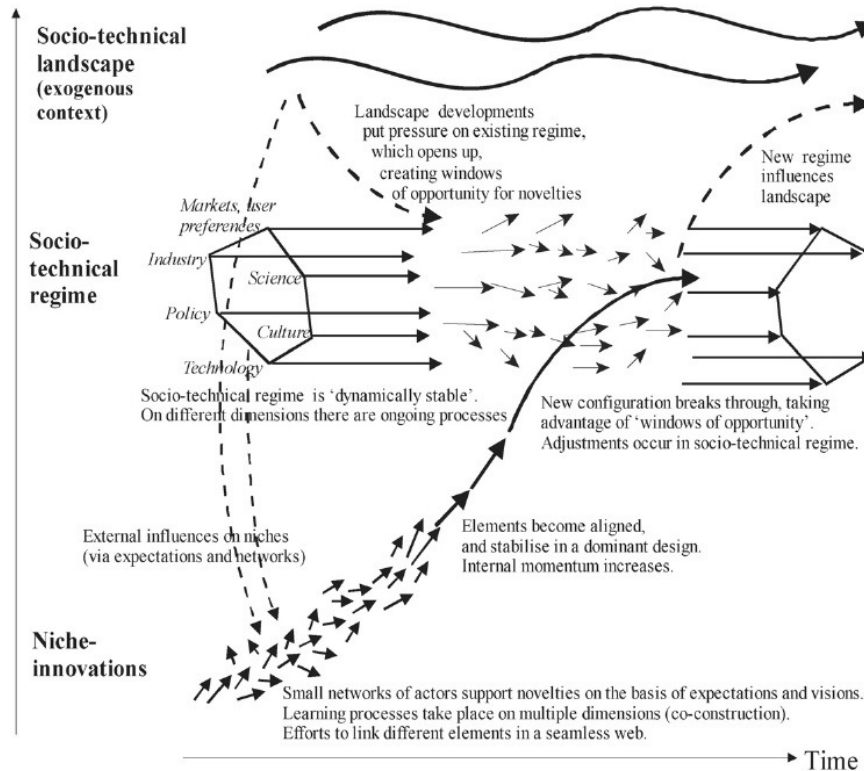 Socio-technical
landscape
(exogenous
context)
Landscape developments
put pressure on existing regime,
which opens up,
creating windows
of opportunity for novelties
New regime
influences
landscape
Socio-
technical
regime
Markets, user
preferences
Industry
Science
Policy
Culture
Technology
Socio-technical regime is ‘dynamically stable’.
On different dimensions there are ongoing processes
New configuration breaks through, taking
advantage of ‘windows of opportunity’.
Adjustments occur in socio-technical regime.
External influences on niches
(via expectations and networks)
Elements become aligned,
and stabilise in a dominant design.
Internal momentum increases.
Niche-
innovations
Small networks of actors support novelties on the basis of expectations and visions.
Learning processes take place on multiple dimensions (co-construction).
Efforts to link different elements in a seamless web.
Time